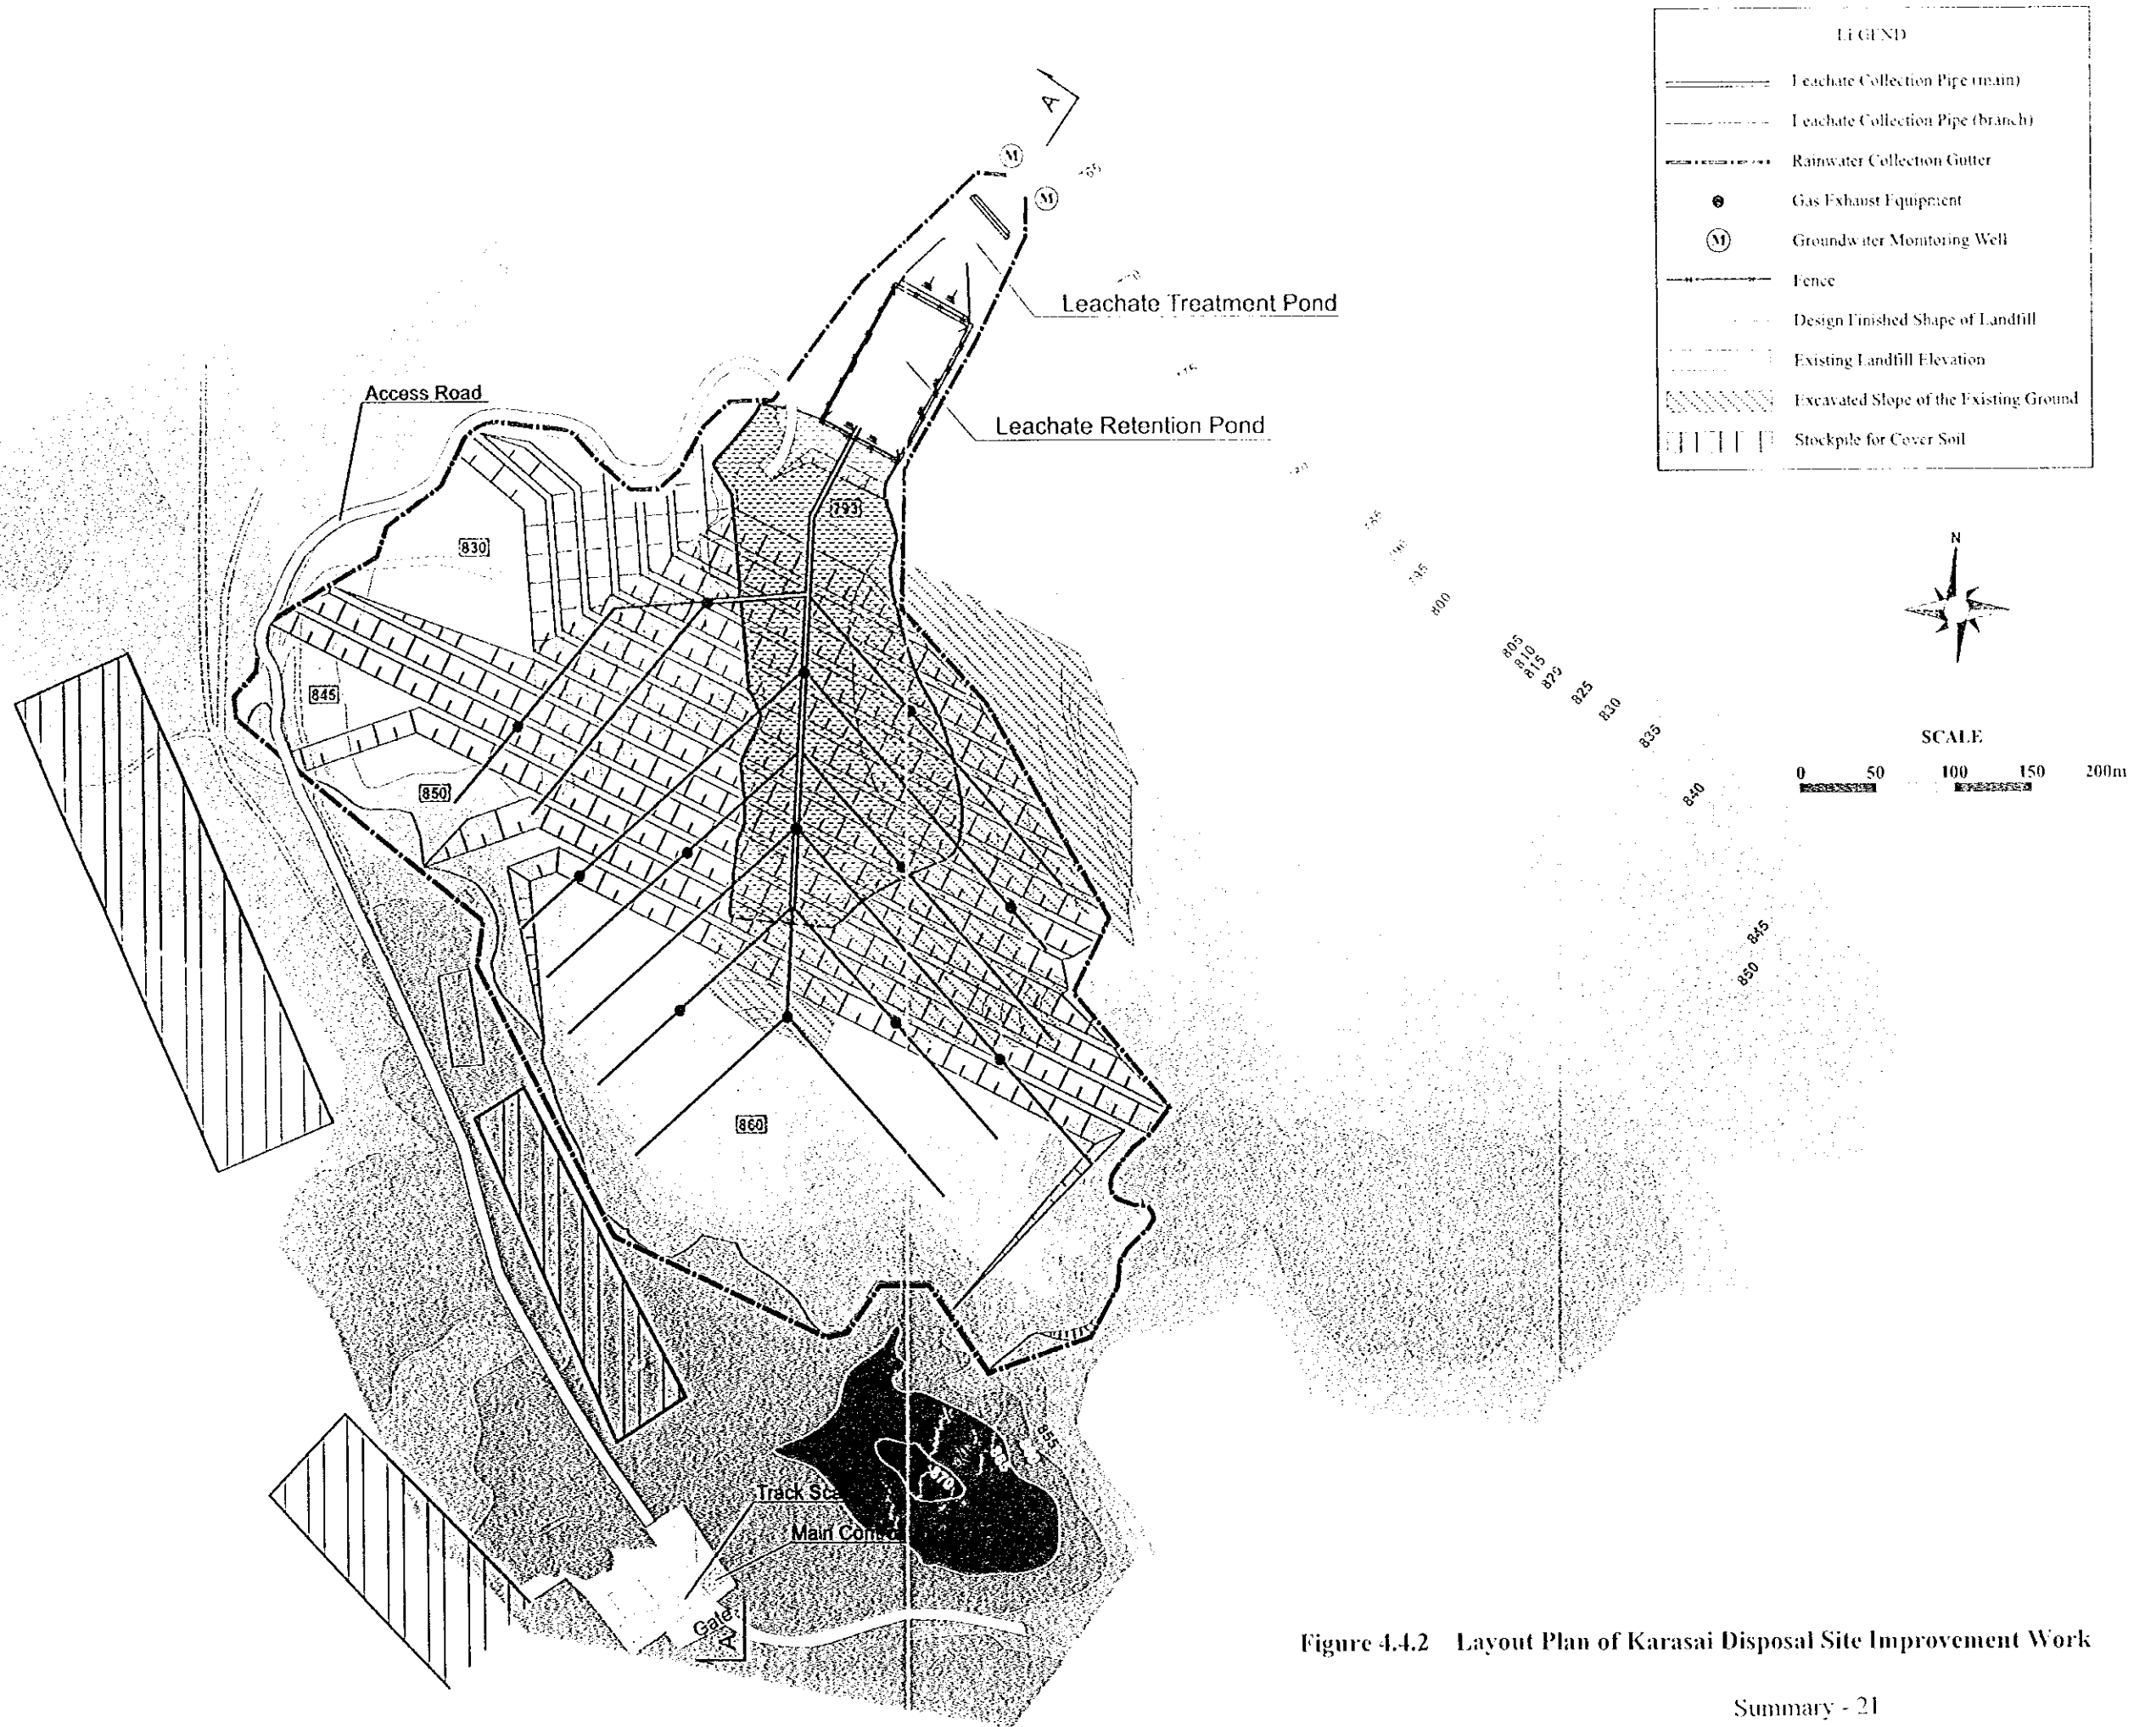 LEGEND
Leachate Collection Pipe (main)
Leachate Collection Pipe (branch)
Rainwater Collection Gutter
Gas Exhaust Equipment
M Groundwater Monitoring Well
Fence
Design Finished Shape of Landfill
Existing Landfill Elevation
Excavated Slope of the Existing Ground
Stockpile for Cover Soil
A
M
M
765
Leachate Treatment Pond
Access Road
Leachate Retention Pond
793
830
N
800
805
810
815
820
825
830
835
840
845
850
SCALE
0 50 100 150 200m
845
850
860
855
865
870
Track
Main
Gate
A
Figure 4.4.2 Layout Plan of Karasai Disposal Site Improvement Work
Summary - 21